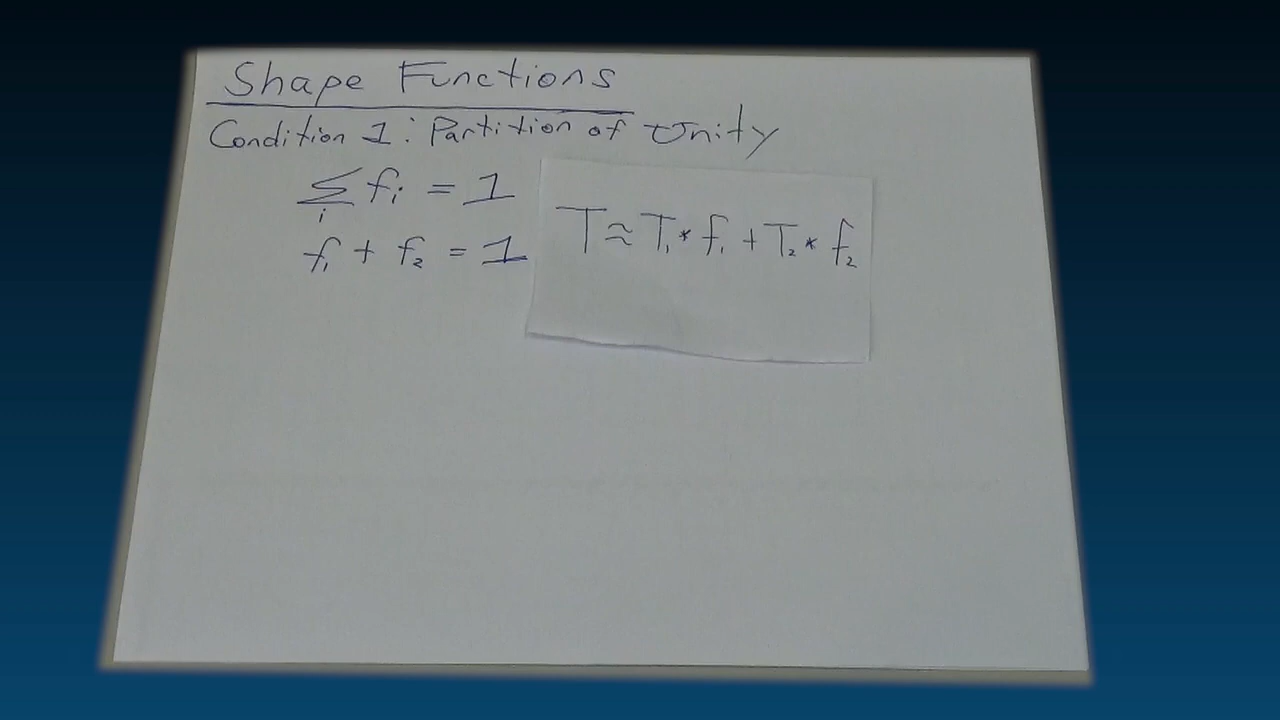 Shape Functions
Condition 1: Partition of Unity
∑ᵢ fᵢ = 1
f₁ + f₂ = 1
T ≈ T₁ * f₁ + T₂ * f₂